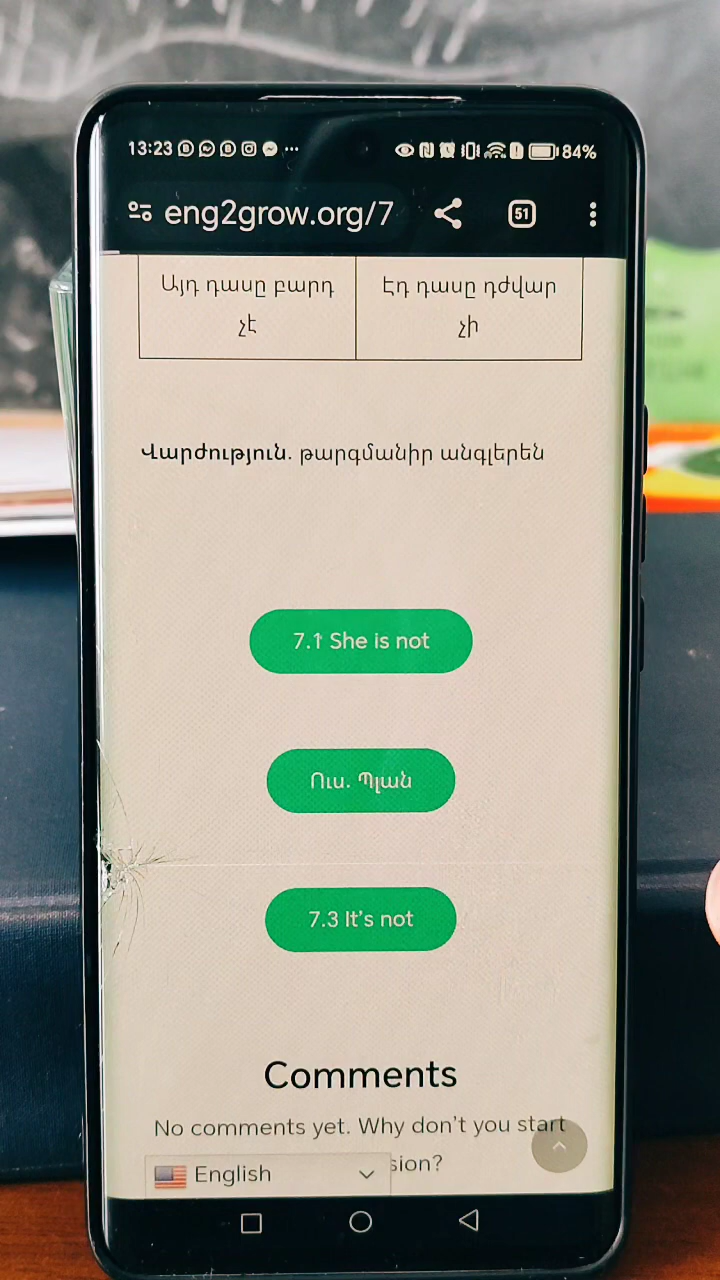 13:23 ... 84%
eng2grow.org/7 51
Այդ դասը բարդ
չէ
Էդ դասը դժվար
չի
Վարժություն. թարգմանիր անգլերեն
7.1 She is not
Ուս. Պլան
7.3 It's not
Comments
No comments yet. Why don't you start
sion?
English